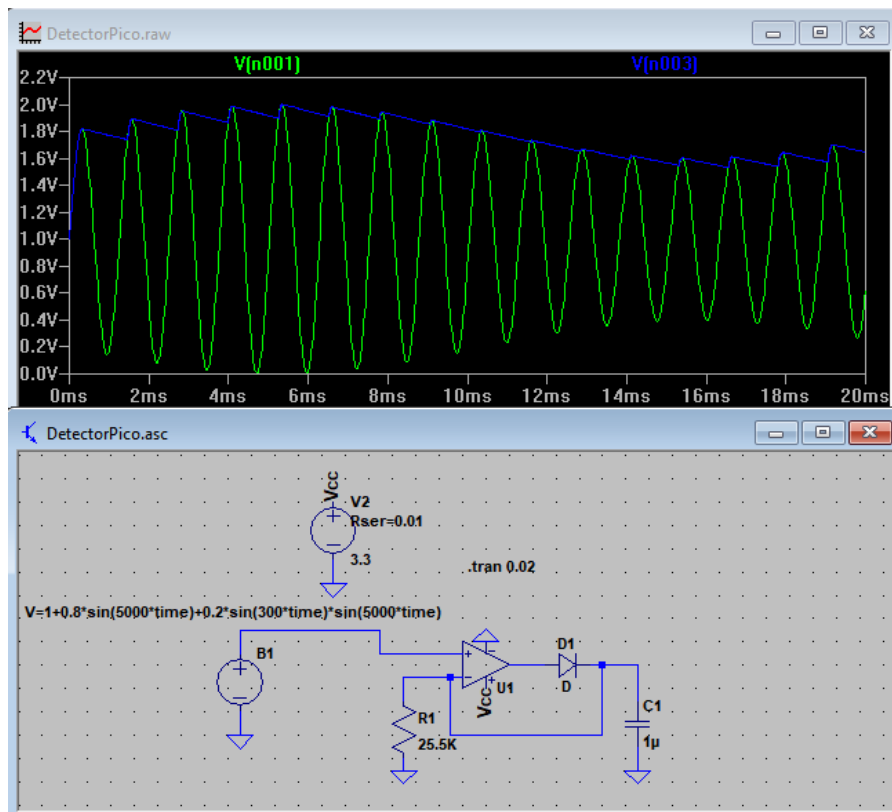 DetectorPico.raw
V(n001) V(n003)
2.2V
2.0V
1.8V
1.6V
1.4V
1.2V
1.0V
0.8V
0.6V
0.4V
0.2V
0.0V
0ms 2ms 4ms 6ms 8ms 10ms 12ms 14ms 16ms 18ms 20ms
DetectorPico.asc
Vcc
V2
Rser=0.01
3.3
.tran 0.02
V=1+0.8*sin(5000*time)+0.2*sin(300*time)*sin(5000*time)
B1
D1
U1
D
Vcc
R1
25.5K
C1
1µ